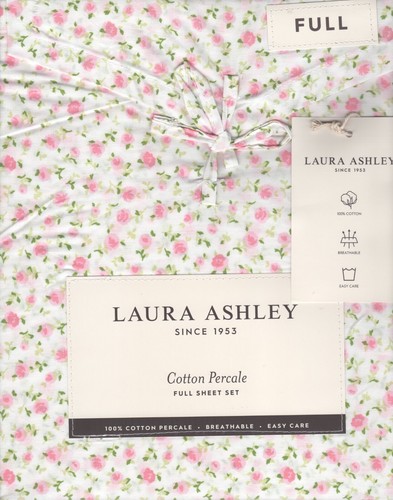 FULL
LAURA ASHLEY
SINCE 1953
100% COTTON
BREATHABLE
EASY CARE
LAURA ASHLEY
SINCE 1953
Cotton Percale
FULL SHEET SET
100% COTTON PERCALE • BREATHABLE • EASY CARE